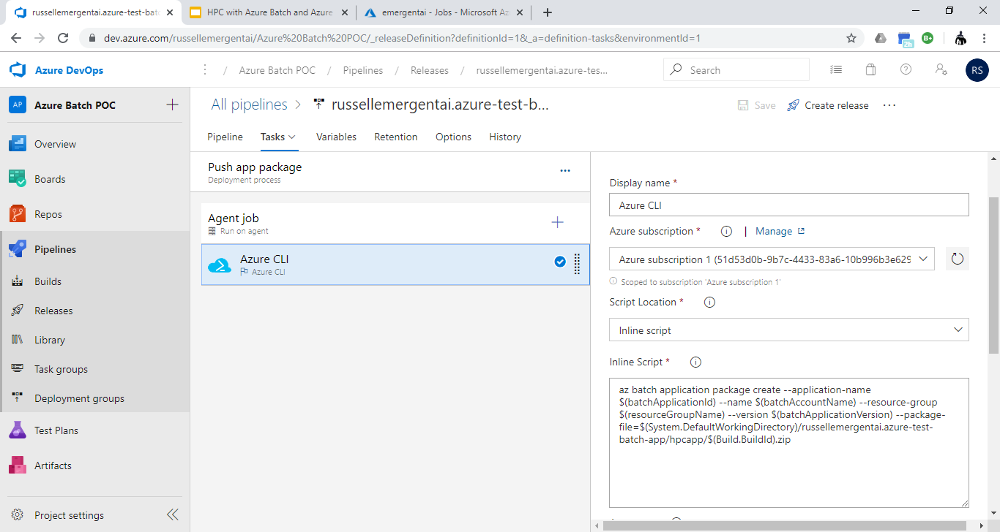 russellemergentai.azure-test-bat
HPC with Azure Batch and Azure
emergentai - Jobs - Microsoft Az
dev.azure.com/russellemergentai/Azure%20Batch%20POC/_releaseDefinition?definitionId=1&_a=definition-tasks&environmentId=1
2h
B+
Azure DevOps
/ Azure Batch POC / Pipelines / Releases / russellemergentai.azure-tes...
Search
RS
AP
Azure Batch POC
Overview
Boards
Repos
Pipelines
Builds
Releases
Library
Task groups
Deployment groups
Test Plans
Artifacts
Project settings
All pipelines > russellemergentai.azure-test-b...
Save
Create release
Pipeline
Tasks
Variables
Retention
Options
History
Push app package
Deployment process
Agent job
Run on agent
Azure CLI
Azure CLI
Display name *
Azure CLI
Azure subscription * | Manage
Azure subscription 1 (51d53d0b-9b7c-4433-83a6-10b996b3e629
Scoped to subscription 'Azure subscription 1'
Script Location *
Inline script
Inline Script *
az batch application package create --application-name
$(batchApplicationId) --name $(batchAccountName) --resource-group
$(resourceGroupName) --version $(batchApplicationVersion) --package-
file=$(System.DefaultWorkingDirectory)/russellemergentai.azure-test-
batch-app/hpcapp/$(Build.BuildId).zip